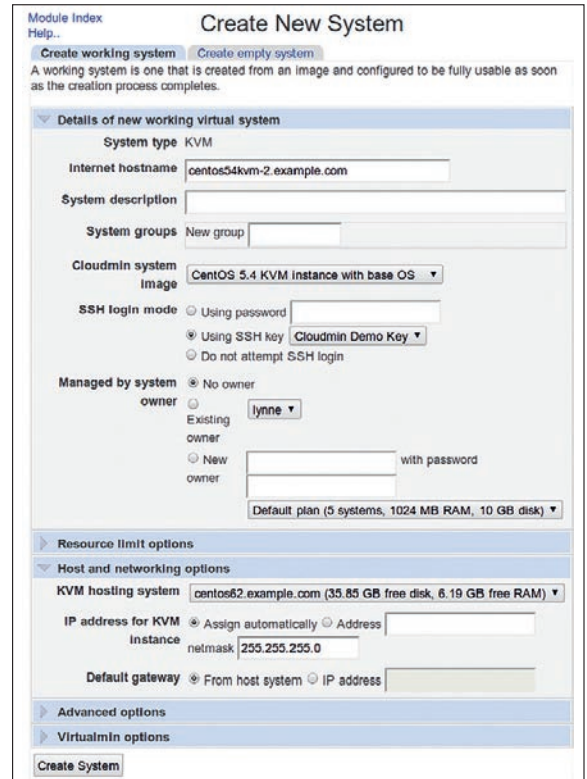 Module Index
Help..
Create New System
Create working system
Create empty system
A working system is one that is created from an image and configured to be fully usable as soon
as the creation process completes.
Details of new working virtual system
System type KVM
Internet hostname centos54kvm-2.example.com
System description
System groups New group
Cloudmin system
image
CentOS 5.4 KVM instance with base OS
SSH login mode Using password
Using SSH key Cloudmin Demo Key
Do not attempt SSH login
Managed by system
owner
No owner
Existing
owner
lynne
New
owner
with password
Default plan (5 systems, 1024 MB RAM, 10 GB disk)
Resource limit options
Host and networking options
KVM hosting system centos62.example.com (35.85 GB free disk, 6.19 GB free RAM)
IP address for KVM
instance
Assign automatically Address
netmask 255.255.255.0
Default gateway From host system IP address
Advanced options
Virtualmin options
Create System